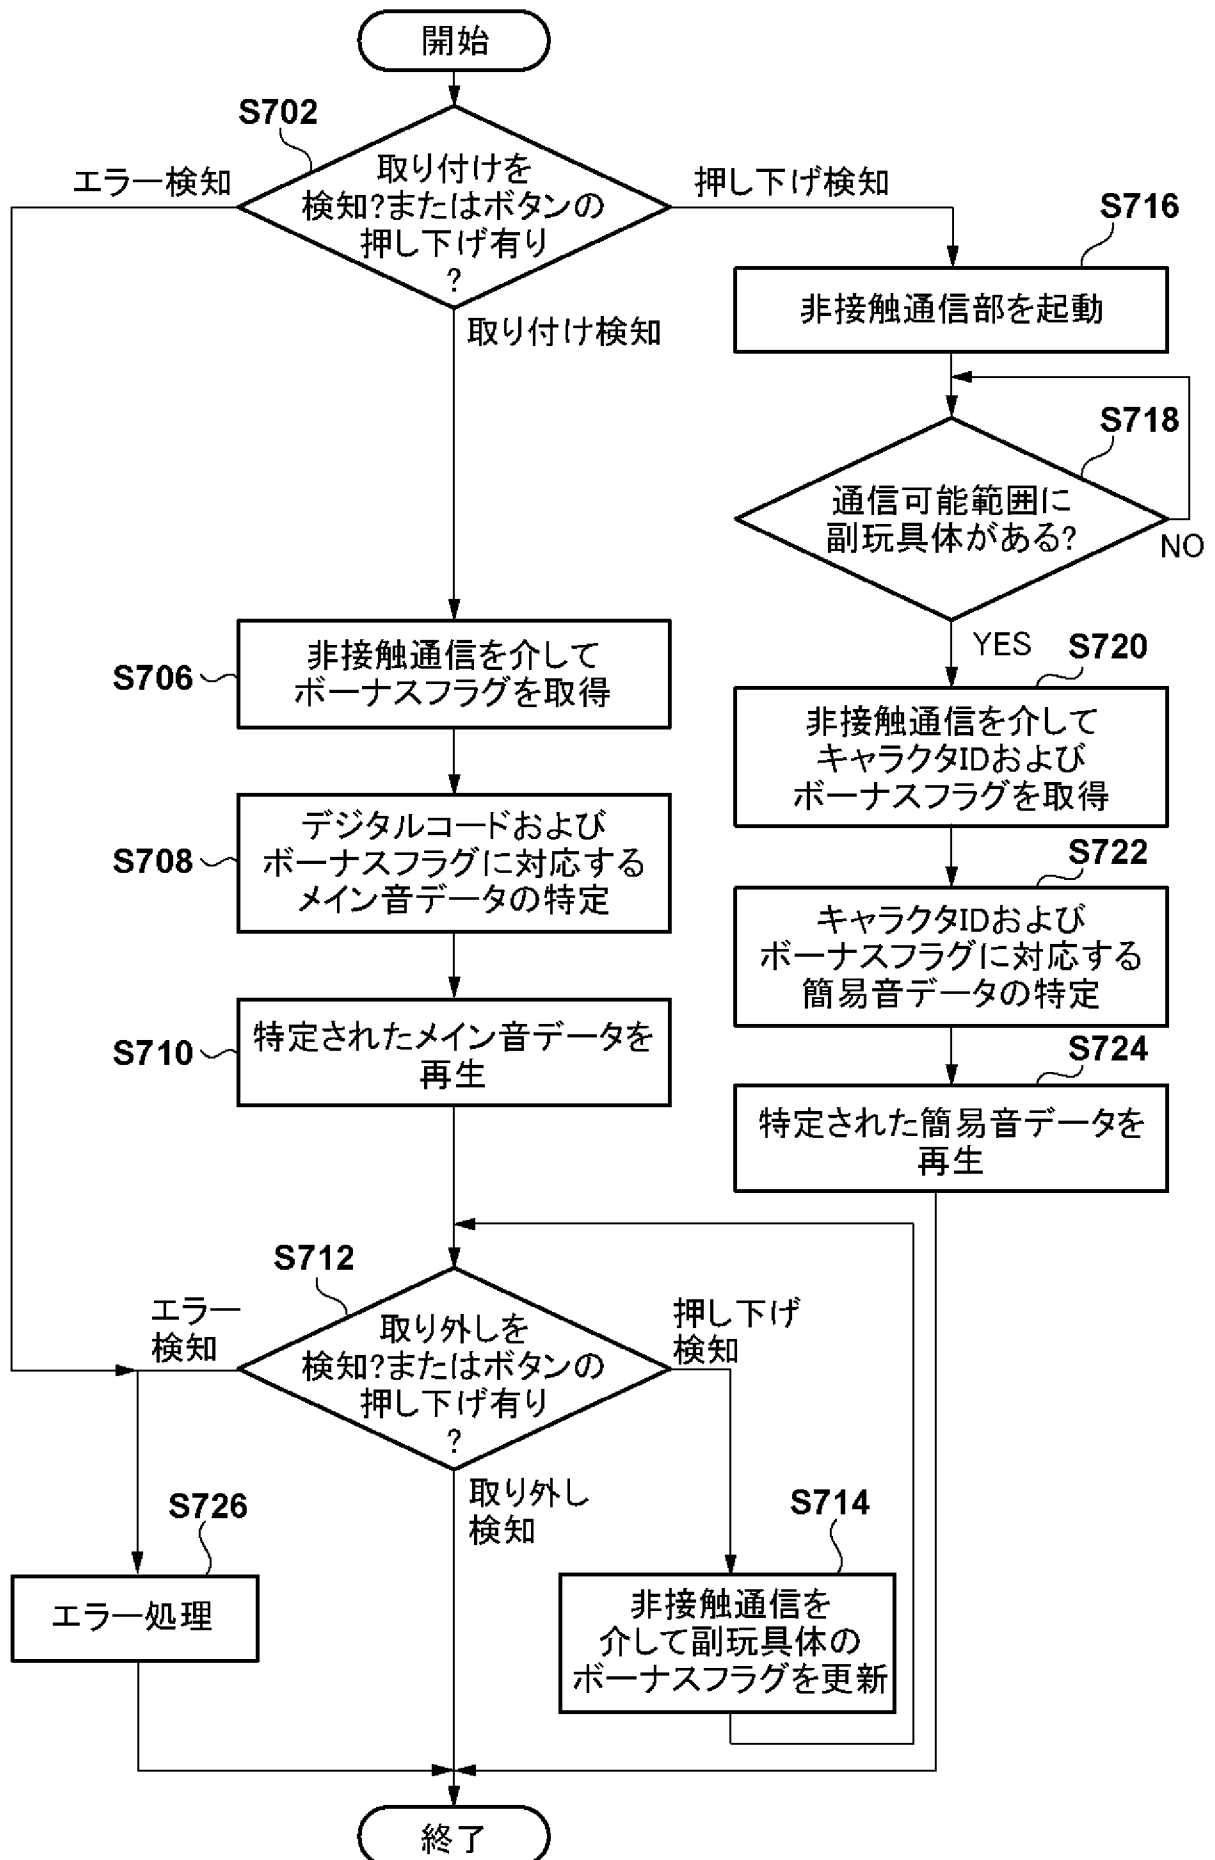 開始
S702
取り付けを
検知?またはボタンの
押し下げ有り
?
エラー検知
押し下げ検知
取り付け検知
S716
非接触通信部を起動
S718
通信可能範囲に
副玩具体がある?
NO
YES
S706
非接触通信を介して
ボーナスフラグを取得
S720
非接触通信を介して
キャラクタIDおよび
ボーナスフラグを取得
S708
デジタルコードおよび
ボーナスフラグに対応する
メイン音データの特定
S722
キャラクタIDおよび
ボーナスフラグに対応する
簡易音データの特定
S710
特定されたメイン音データを
再生
S724
特定された簡易音データを
再生
S712
取り外しを
検知?またはボタンの
押し下げ有り
?
エラー
検知
押し下げ
検知
取り外し
検知
S726
エラー処理
S714
非接触通信を
介して副玩具体の
ボーナスフラグを更新
終了